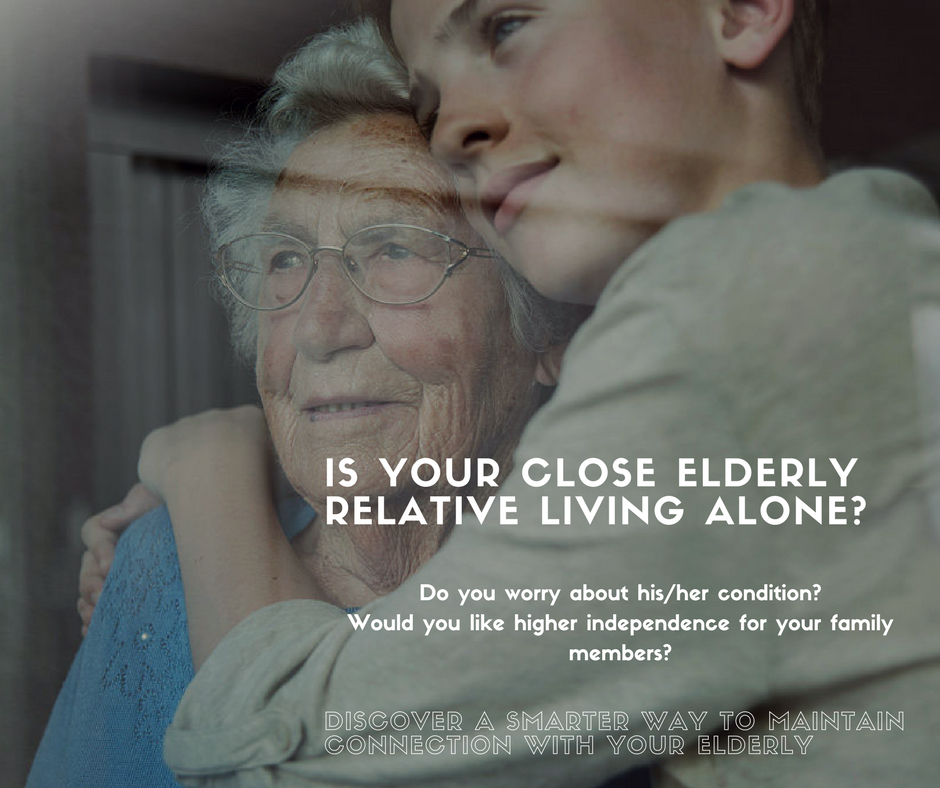 IS YOUR CLOSE ELDERLY
RELATIVE LIVING ALONE?
Do you worry about his/her condition?
Would you like higher independence for your family
members?
DISCOVER A SMARTER WAY TO MAINTAIN
CONNECTION WITH YOUR ELDERLY